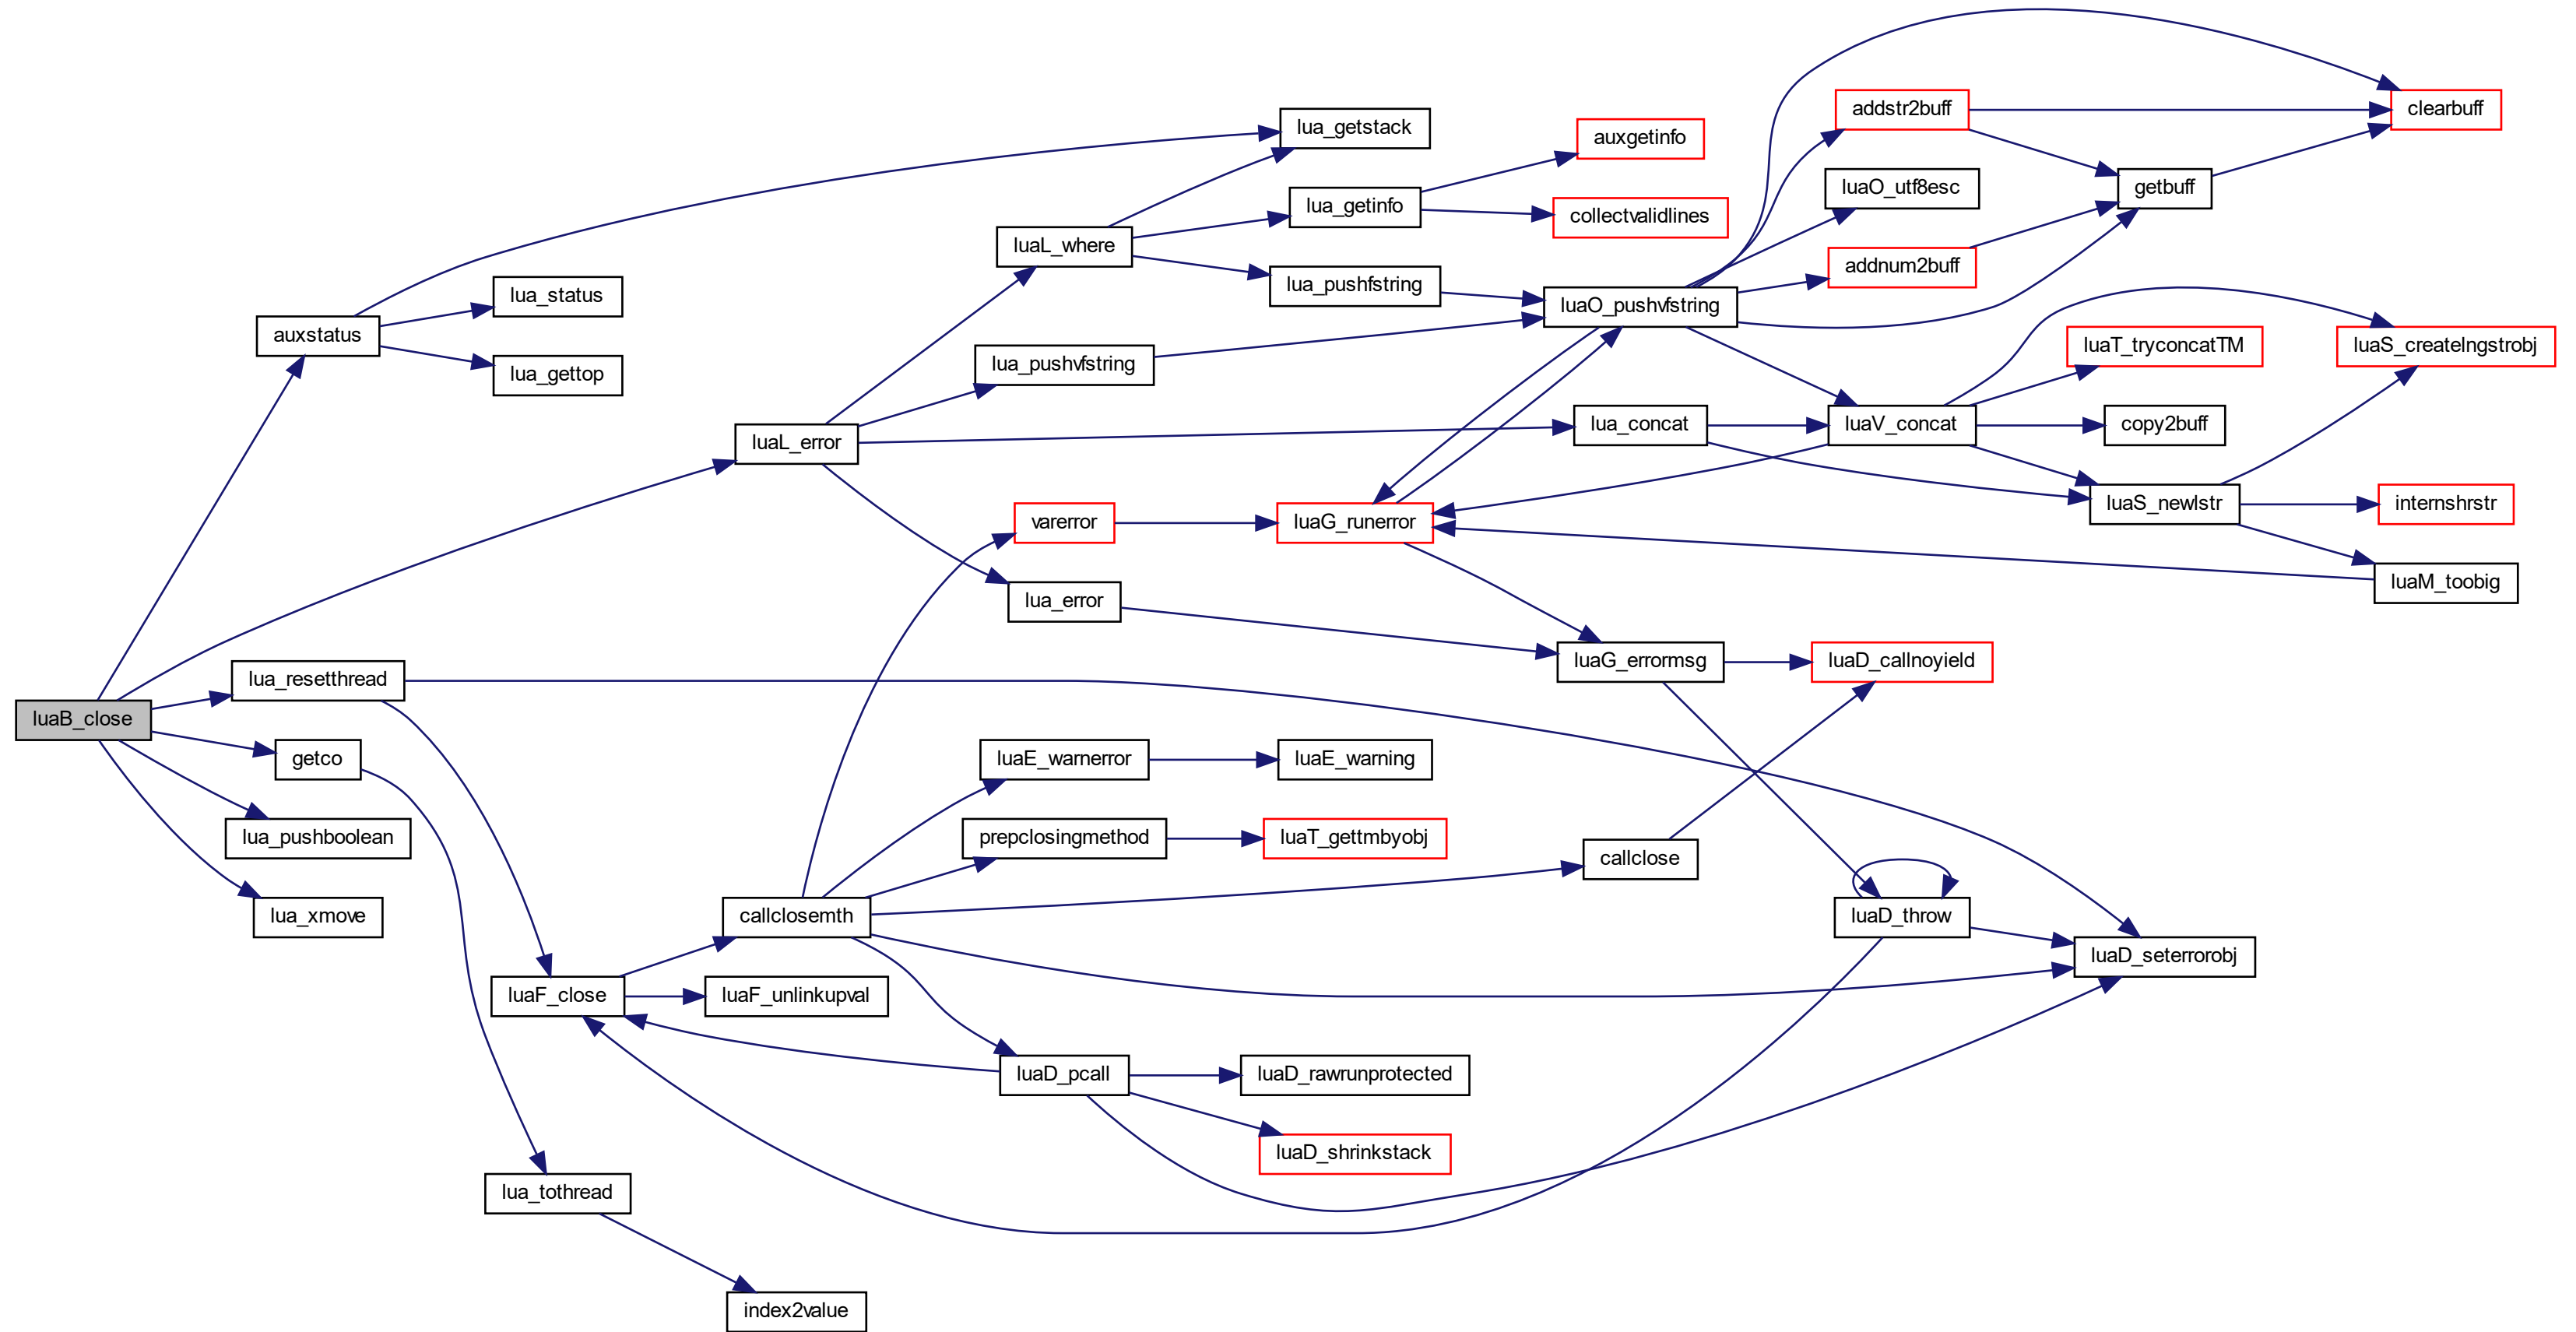 luaB_close
auxstatus
lua_resetthread
getco
lua_pushboolean
lua_xmove
lua_status
lua_gettop
luaF_close
lua_tothread
luaL_error
callclosemth
luaF_unlinkupval
index2value
luaL_where
lua_pushvfstring
varerror
lua_error
luaE_warnerror
prepclosingmethod
luaD_pcall
lua_getstack
lua_getinfo
lua_pushfstring
luaG_runerror
luaE_warning
luaT_gettmbyobj
luaD_rawrunprotected
luaD_shrinkstack
auxgetinfo
collectvalidlines
luaO_pushvfstring
lua_concat
luaG_errormsg
callclose
addstr2buff
luaO_utf8esc
addnum2buff
luaV_concat
luaD_callnoyield
luaD_throw
getbuff
luaT_tryconcatTM
copy2buff
luaS_newlstr
luaD_seterrorobj
clearbuff
luaS_createlngstrobj
internshrstr
luaM_toobig